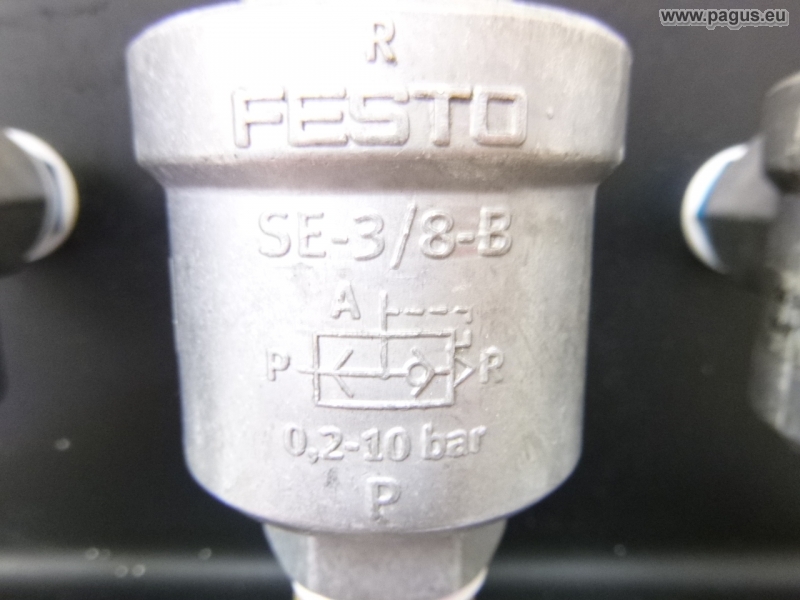 www.pagus.eu
R
FESTO
SE-3/8-B
A
P R
0,2-10 bar
P